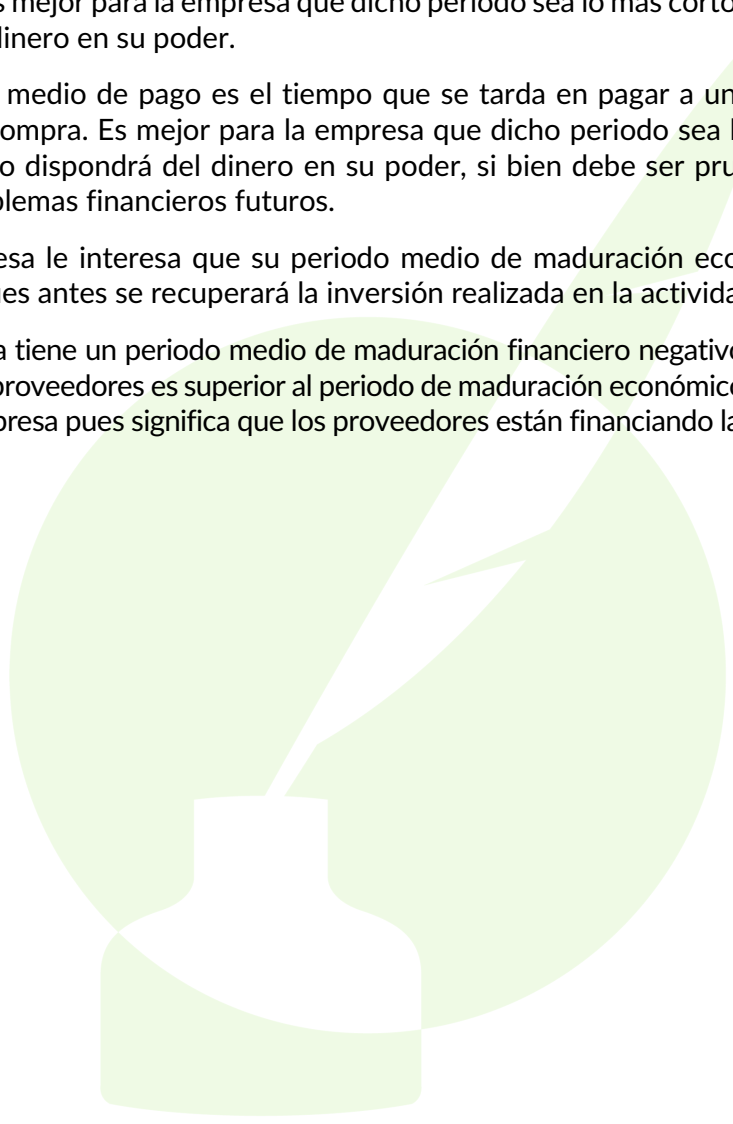 s mejor para la empresa que dicho periodo sea lo más corto
dinero en su poder.
medio de pago es el tiempo que se tarda en pagar a un
ompra. Es mejor para la empresa que dicho periodo sea
o dispondrá del dinero en su poder, si bien debe ser pru
blemas financieros futuros.
esa le interesa que su periodo medio de maduración eco
ues antes se recuperará la inversión realizada en la activida
a tiene un periodo medio de maduración financiero negativo
proveedores es superior al periodo de maduración económico
presa pues significa que los proveedores están financiando la